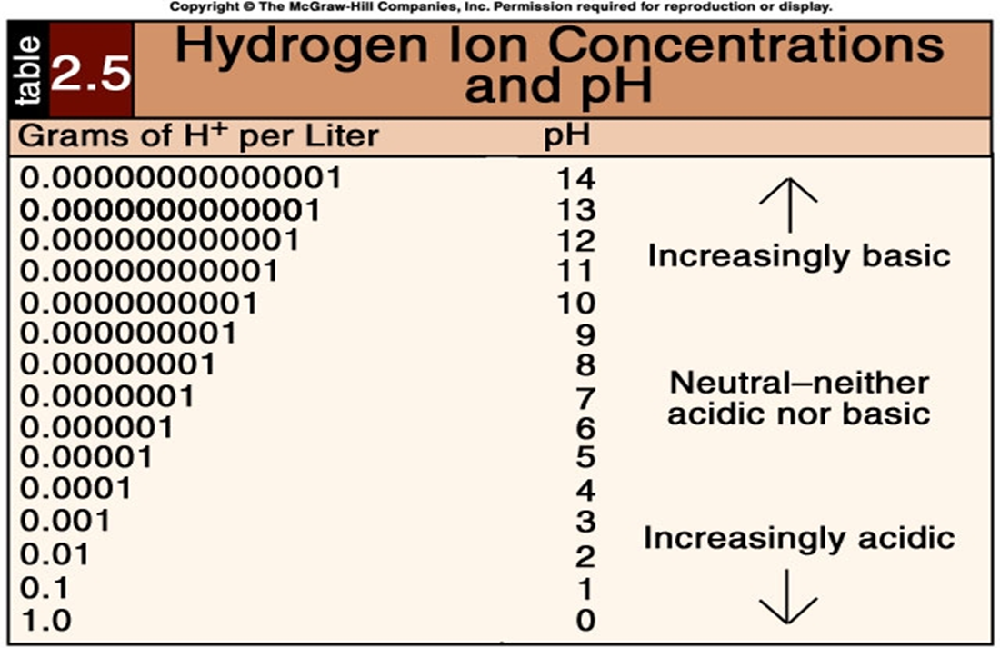 Copyright © The McGraw-Hill Companies, Inc. Permission required for reproduction or display.
table 2.5 Hydrogen Ion Concentrations
and pH
Grams of H+ per Liter pH
0.00000000000001 14
0.0000000000001 13
0.000000000001 12
Increasingly basic
0.00000000001 11
0.0000000001 10
0.000000001 9
0.00000001 8
Neutral–neither
0.0000001 7
acidic nor basic
0.000001 6
0.00001 5
0.0001 4
0.001 3
Increasingly acidic
0.01 2
0.1 1
1.0 0